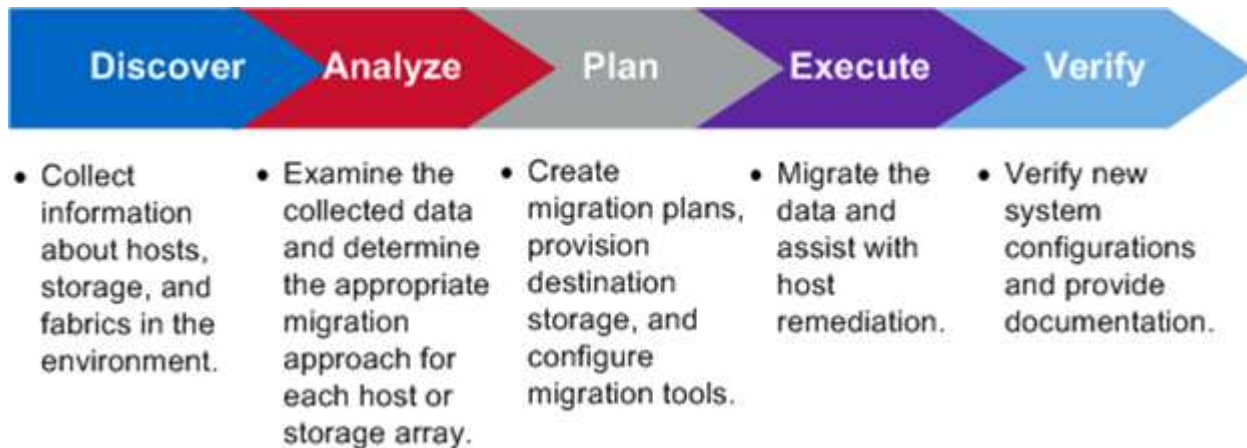 Discover
Analyze
Plan
Execute
Verify
• Collect
information
about hosts,
storage, and
fabrics in the
environment.
• Examine the
collected data
and determine
the appropriate
migration
approach for
each host or
storage array.
• Create
migration plans,
provision
destination
storage, and
configure
migration tools.
• Migrate the
data and
assist with
host
remediation.
• Verify new
system
configurations
and provide
documentation.